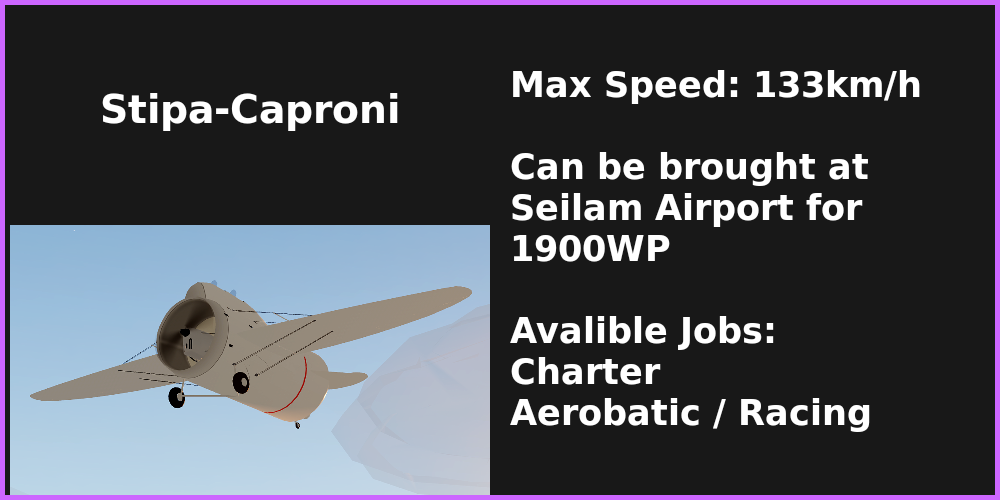 Stipa-Caproni
Max Speed: 133km/h
Can be brought at
Seilam Airport for
1900WP
Avalible Jobs:
Charter
Aerobatic / Racing